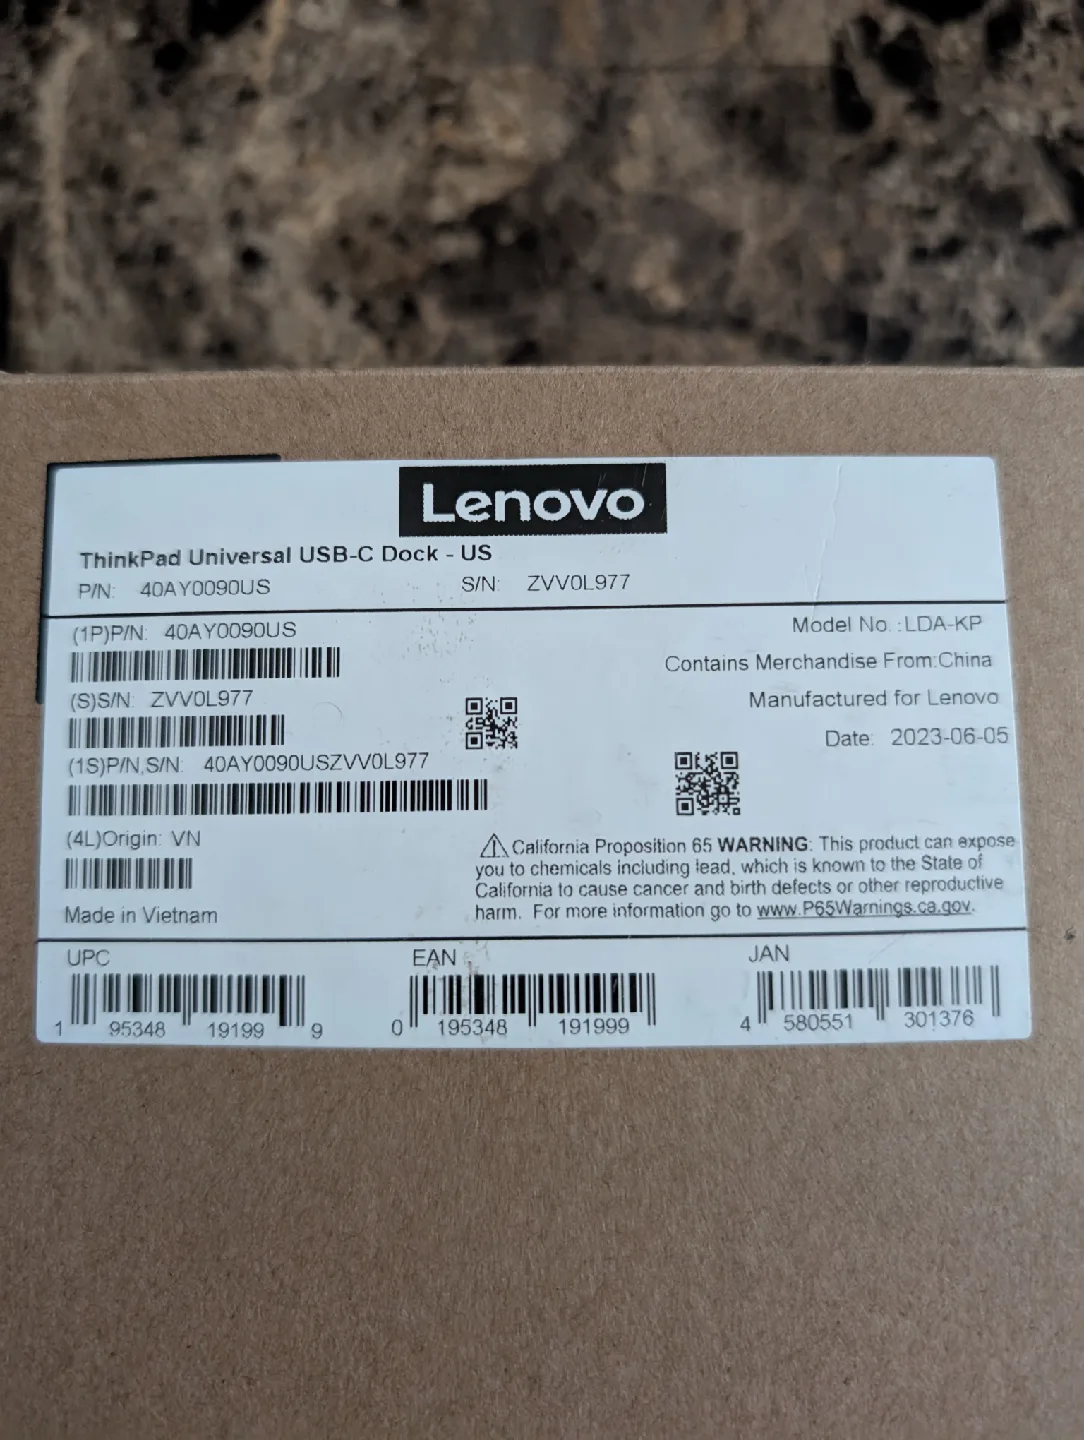 Lenovo
ThinkPad Universal USB-C Dock - US
P/N: 40AY0090US S/N: ZVV0L977
(1P)P/N: 40AY0090US
(S)S/N: ZVV0L977
(1S)P/N,S/N: 40AY0090USZVV0L977
(4L)Origin: VN
Made in Vietnam
Model No.:LDA-KP
Contains Merchandise From:China
Manufactured for Lenovo
Date: 2023-06-05
California Proposition 65 WARNING: This product can expose
you to chemicals including lead, which is known to the State of
California to cause cancer and birth defects or other reproductive
harm. For more information go to www.P65Warnings.ca.gov.
UPC
1 95348 19199 9
EAN
0 195348 191999
JAN
4 580551 301376